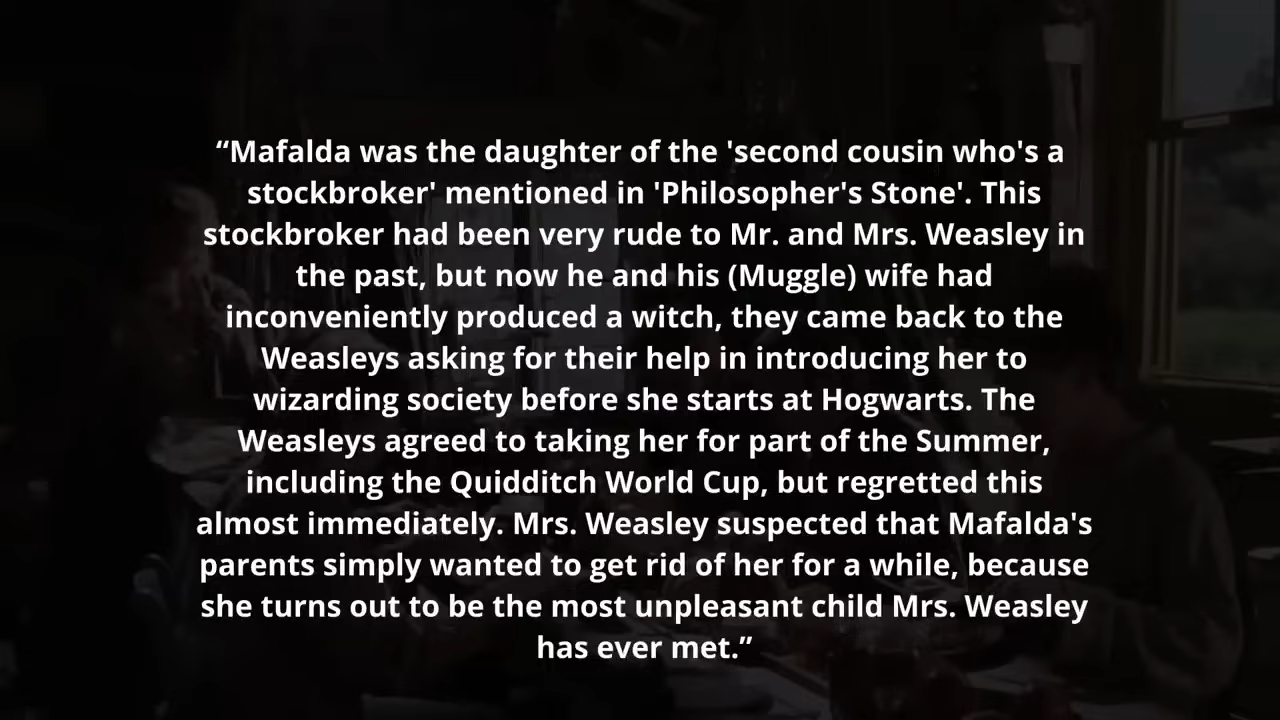 “Mafalda was the daughter of the 'second cousin who's a
stockbroker' mentioned in 'Philosopher's Stone'. This
stockbroker had been very rude to Mr. and Mrs. Weasley in
the past, but now he and his (Muggle) wife had
inconveniently produced a witch, they came back to the
Weasleys asking for their help in introducing her to
wizarding society before she starts at Hogwarts. The
Weasleys agreed to taking her for part of the Summer,
including the Quidditch World Cup, but regretted this
almost immediately. Mrs. Weasley suspected that Mafalda's
parents simply wanted to get rid of her for a while, because
she turns out to be the most unpleasant child Mrs. Weasley
has ever met.”